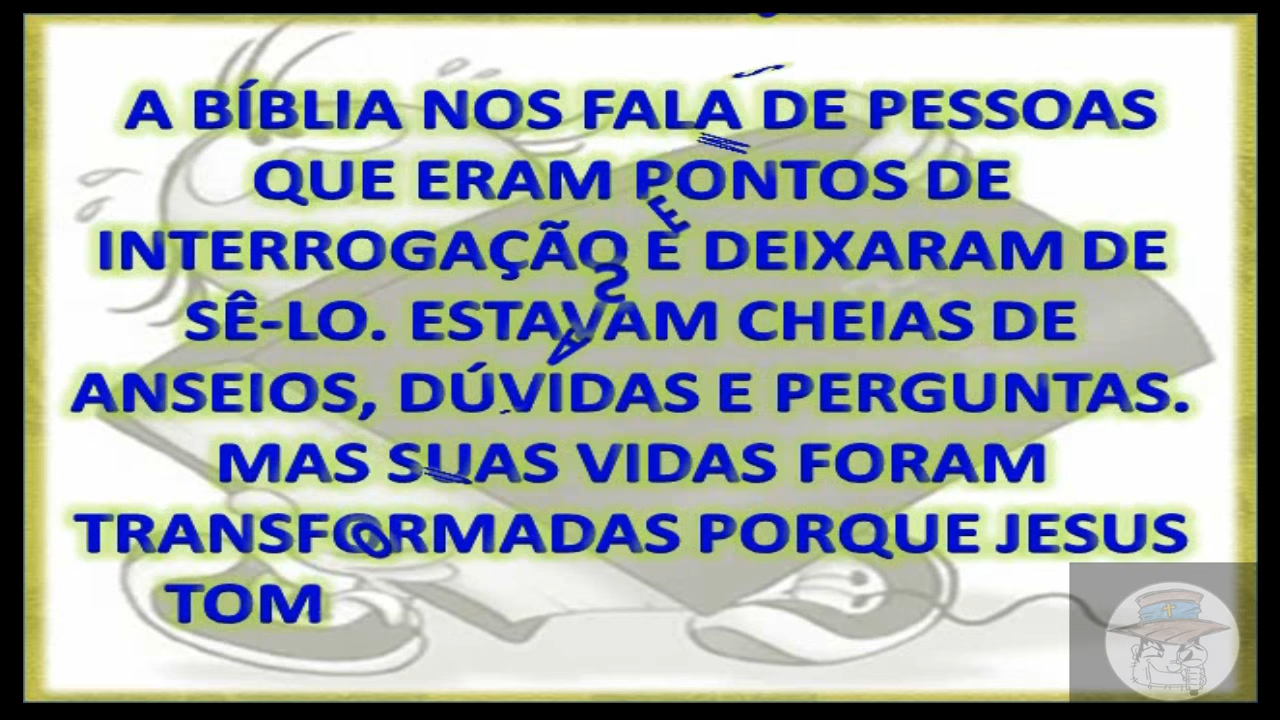 A BÍBLIA NOS FALA DE PESSOAS
QUE ERAM PONTOS DE
INTERROGAÇÃO E DEIXARAM DE
SÊ-LO. ESTAVAM CHEIAS DE
ANSEIOS, DÚVIDAS E PERGUNTAS.
MAS SUAS VIDAS FORAM
TRANSFORMADAS PORQUE JESUS
TOM